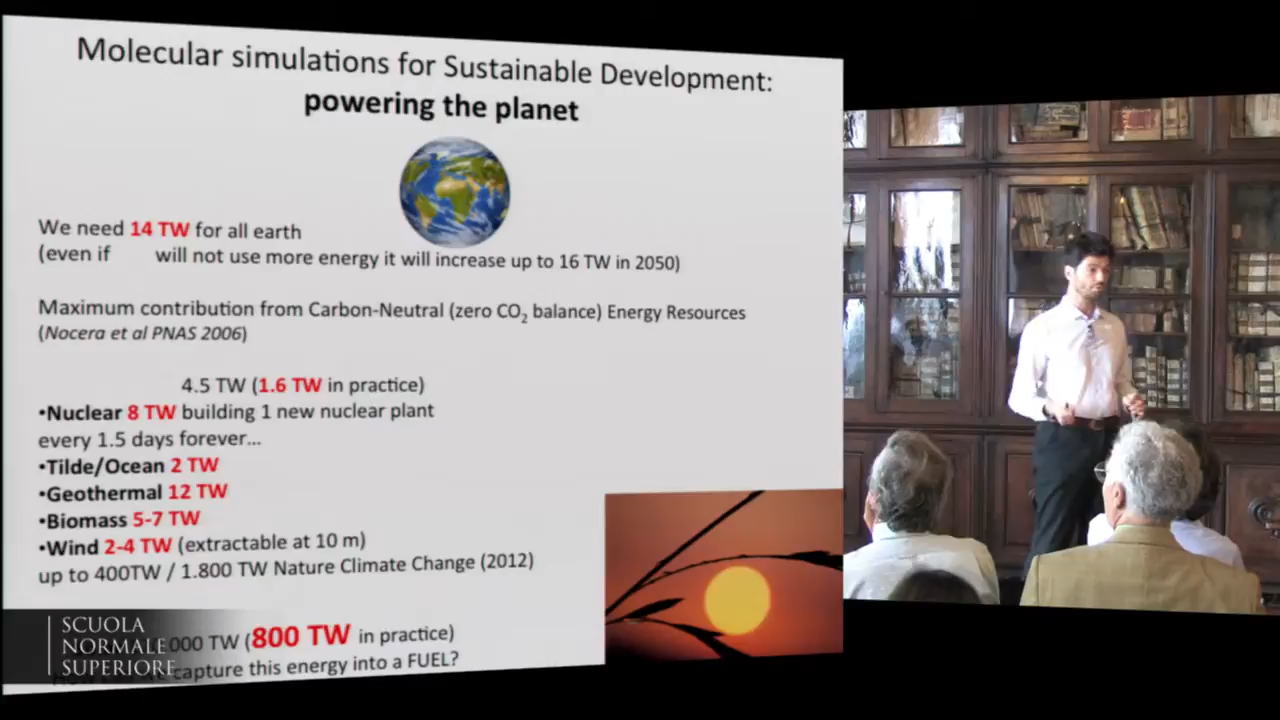 Molecular simulations for Sustainable Development:
powering the planet
We need 14 TW for all earth
(even if will not use more energy it will increase up to 16 TW in 2050)
Maximum contribution from Carbon-Neutral (zero CO₂ balance) Energy Resources
(Nocera et al PNAS 2006)
4.5 TW (1.6 TW in practice)
•Nuclear 8 TW building 1 new nuclear plant
every 1.5 days forever...
•Tilde/Ocean 2 TW
•Geothermal 12 TW
•Biomass 5-7 TW
•Wind 2-4 TW (extractable at 10 m)
up to 400TW / 1.800 TW Nature Climate Change (2012)
000 TW (800 TW in practice)
capture this energy into a FUEL?
SCUOLA
NORMALE
SUPERIORE